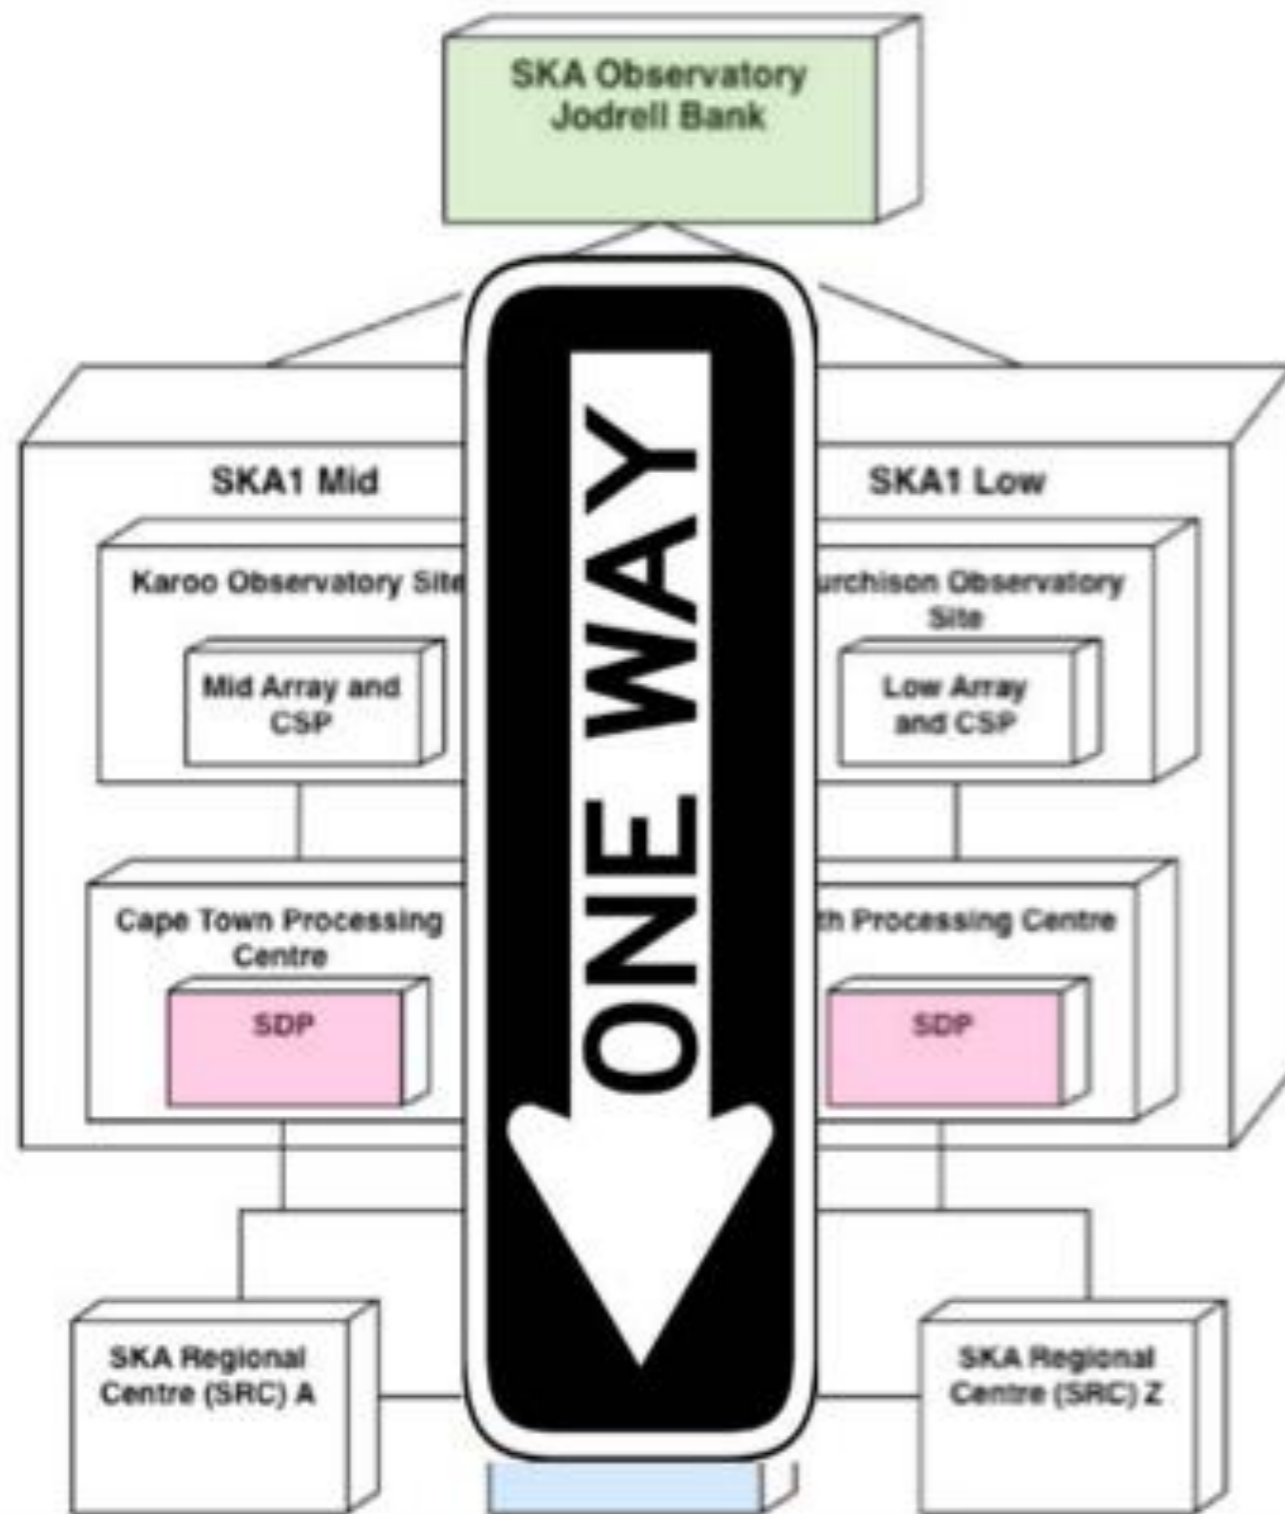 SKA Observatory
Jodrell Bank
SKA1 Mid
SKA1 Low
Karoo Observatory Site
urchison Observatory
Site
Mid Array and
CSP
Low Array
and CSP
ONE WAY
Cape Town Processing
Centre
th Processing Centre
SDP
SDP
SKA Regional
Centre (SRC) A
SKA Regional
Centre (SRC) Z